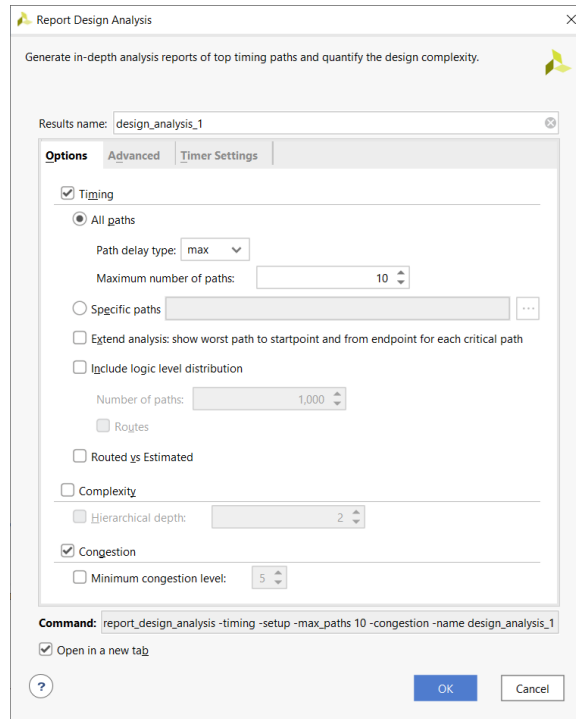 Report Design Analysis
Generate in-depth analysis reports of top timing paths and quantify the design complexity.
Results name: design_analysis_1
Options Advanced Timer Settings
Timing
All paths
Path delay type: max
Maximum number of paths: 10
Specific paths ...
Extend analysis: show worst path to startpoint and from endpoint for each critical path
Include logic level distribution
Number of paths: 1,000
Routes
Routed vs Estimated
Complexity
Hierarchical depth: 2
Congestion
Minimum congestion level: 5
Command: report_design_analysis -timing -setup -max_paths 10 -congestion -name design_analysis_1
Open in a new tab
? OK Cancel